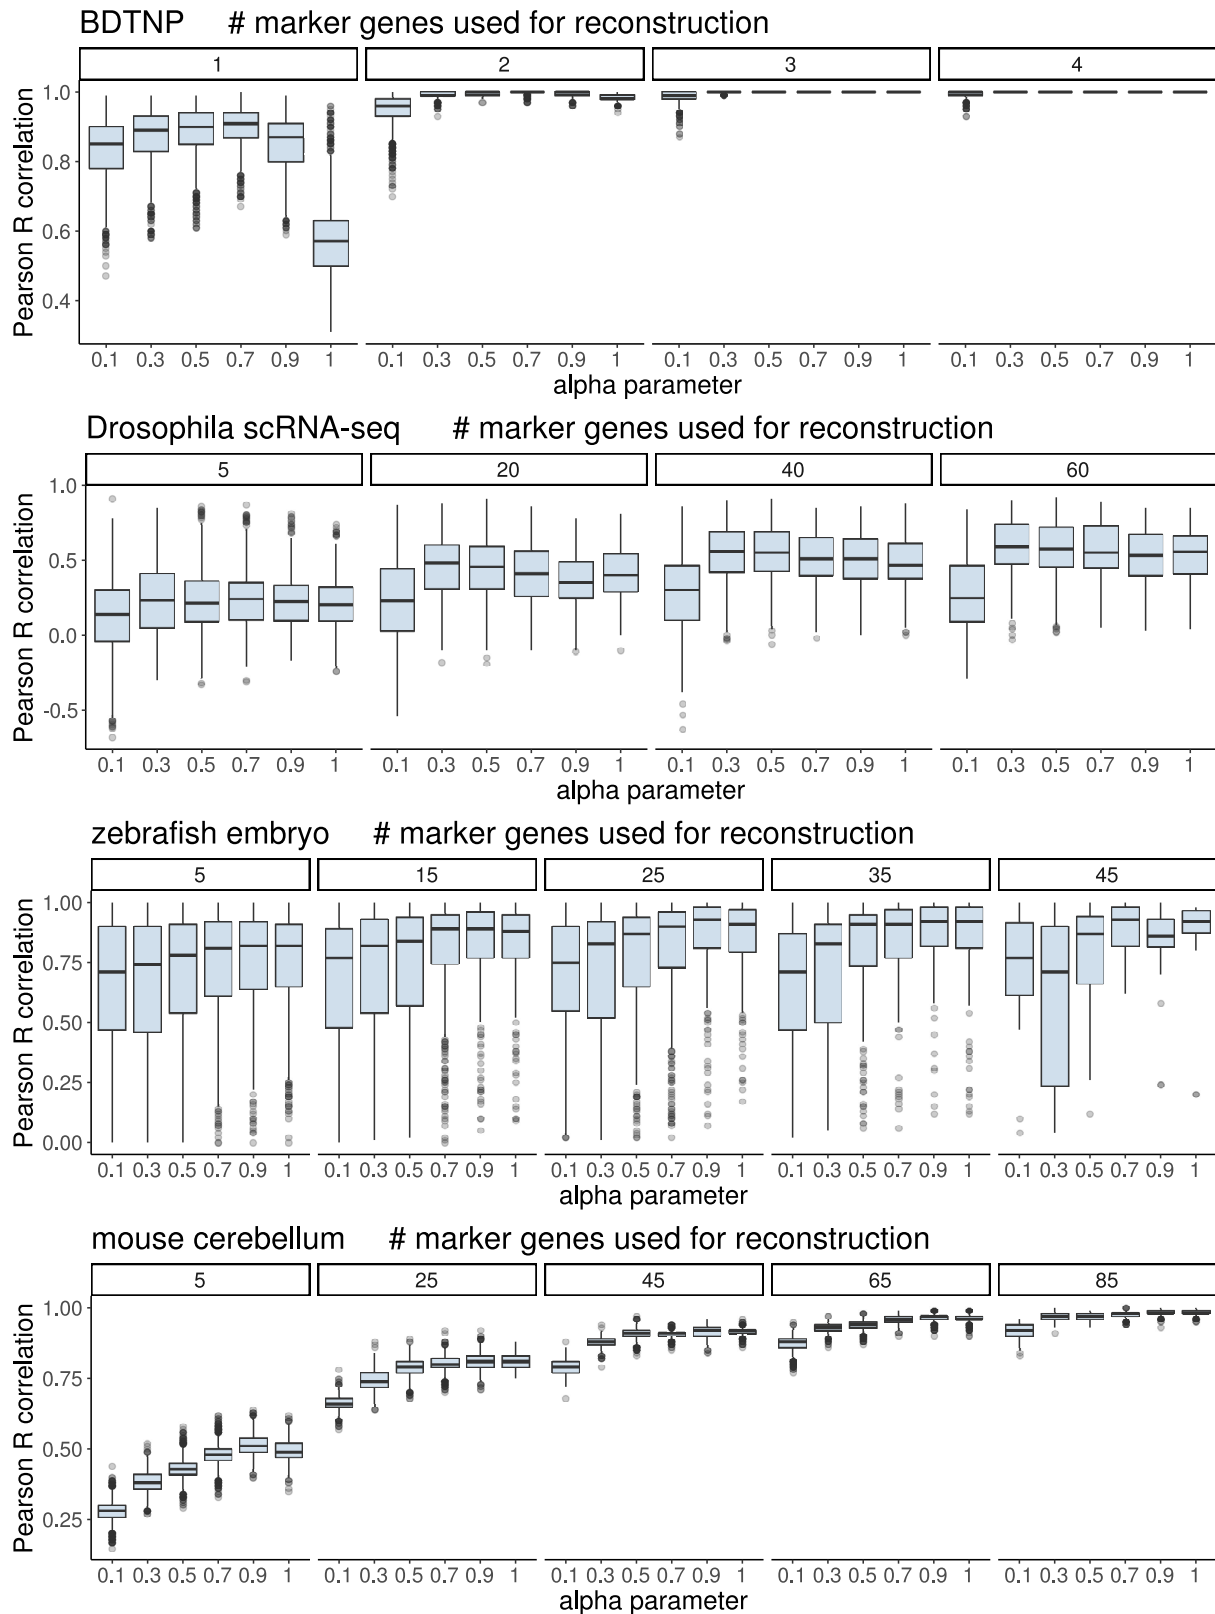 BDTNP # marker genes used for reconstruction
1 2 3 4
1.0
0.8
0.6
0.4
Pearson R correlation
0.1 0.3 0.5 0.7 0.9 1 0.1 0.3 0.5 0.7 0.9 1 0.1 0.3 0.5 0.7 0.9 1 0.1 0.3 0.5 0.7 0.9 1
alpha parameter
Drosophila scRNA-seq # marker genes used for reconstruction
5 20 40 60
1.0
0.5
0.0
-0.5
Pearson R correlation
0.1 0.3 0.5 0.7 0.9 1 0.1 0.3 0.5 0.7 0.9 1 0.1 0.3 0.5 0.7 0.9 1 0.1 0.3 0.5 0.7 0.9 1
alpha parameter
zebrafish embryo # marker genes used for reconstruction
5 15 25 35 45
1.00
0.75
0.50
0.25
0.00
Pearson R correlation
0.1 0.3 0.5 0.7 0.9 1 0.1 0.3 0.5 0.7 0.9 1 0.1 0.3 0.5 0.7 0.9 1 0.1 0.3 0.5 0.7 0.9 1 0.1 0.3 0.5 0.7 0.9 1
alpha parameter
mouse cerebellum # marker genes used for reconstruction
5 25 45 65 85
1.00
0.75
0.50
0.25
Pearson R correlation
0.1 0.3 0.5 0.7 0.9 1 0.1 0.3 0.5 0.7 0.9 1 0.1 0.3 0.5 0.7 0.9 1 0.1 0.3 0.5 0.7 0.9 1 0.1 0.3 0.5 0.7 0.9 1
alpha parameter